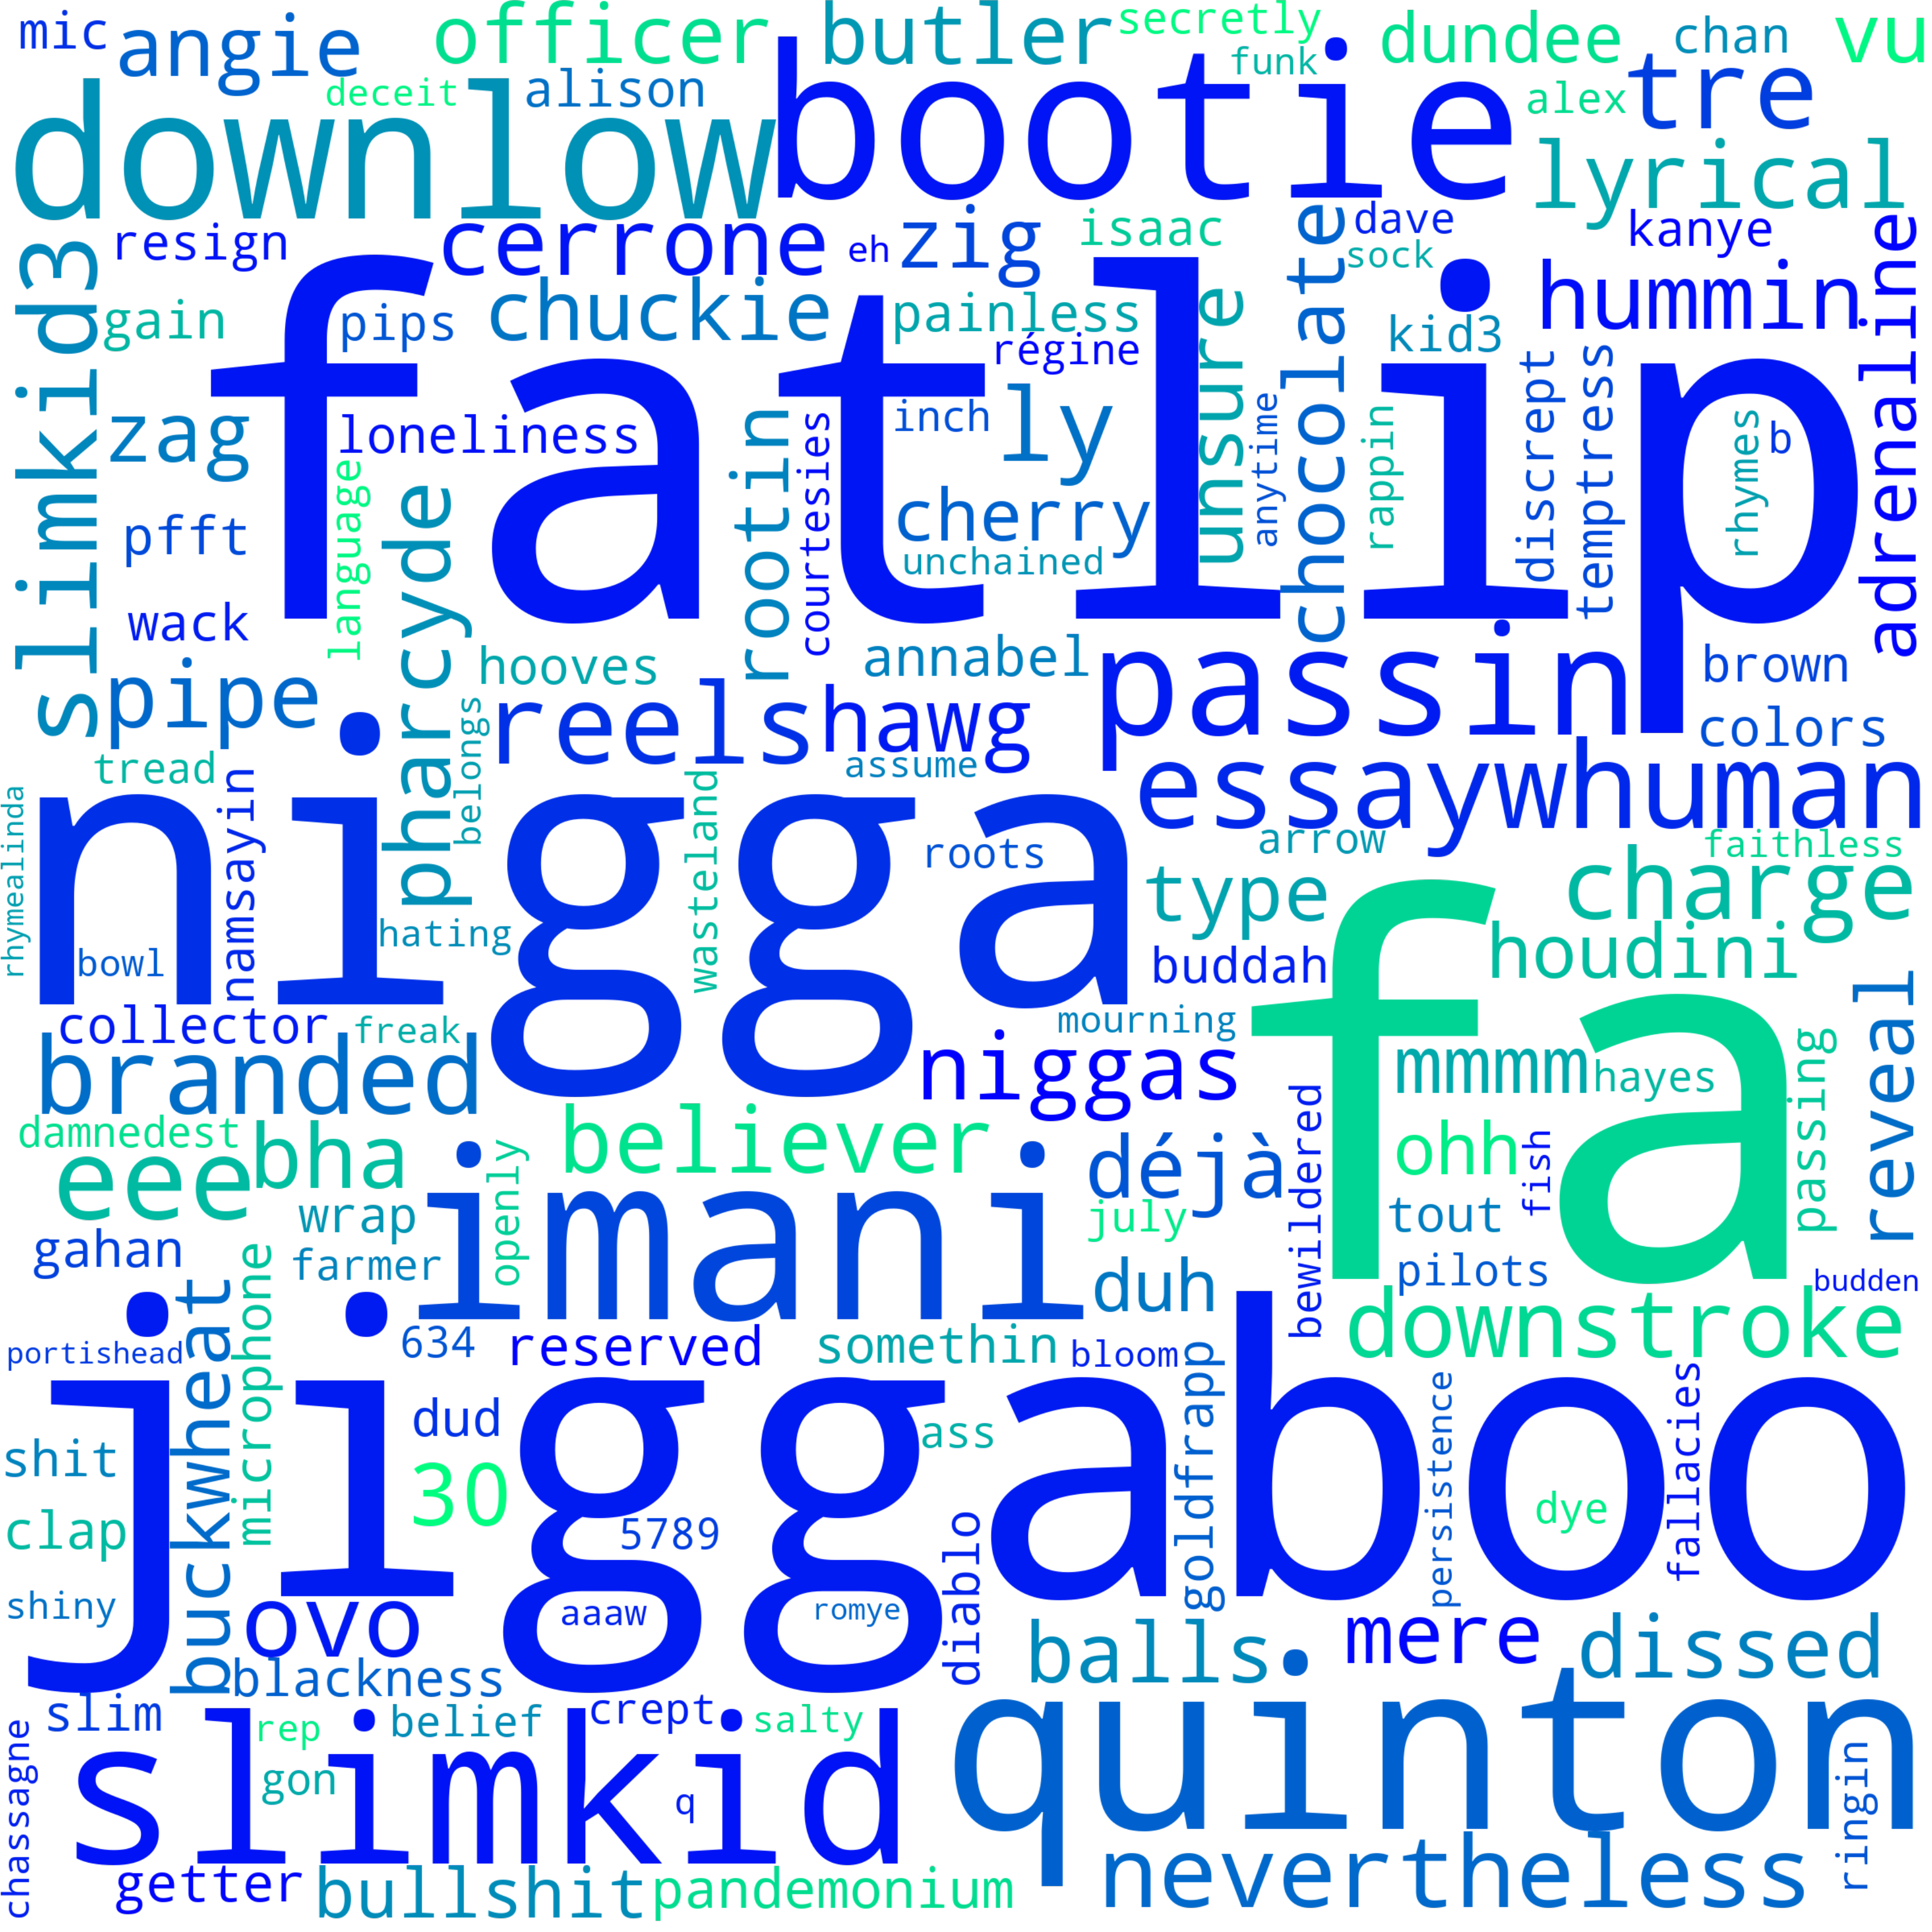 mic angie officer butler secretly dundee chan vu
deceit alison funk alex tre
downlow bootie lyrical
resign cerrone eh zig isaac dave sock kanye
slimkid3 gain pips chuckie painless régine chocolate kid3 hummin adrenaline
fatlip
zag loneliness inch ly unsure anytime rappin discrept temptress rhymes b
pfft language pharcyde rootin courtesies cherry unchained
wack hooves annabel passin brown
pipe reels hawg colors
tread belongs assume essaywhuman
rhymealinda namsayin wasteland roots arrow faithless
nigga type charge
bowl hating buddah houdini
collector freak mourning fa reveal
branded niggas mmmm hayes passing
damnedest believer
eee bha openly déjà bewildered ohh fish
wrap imani july tout
gahan farmer duh pilots budden
buckwheat microphone 634 reserved somethin bloom downstroke
portishead goldfrapp
jiggaboo
shit dud ass persistence fallacies
clap 30 5789 diablo dye
shiny ovo aaaw romye balls mere dissed
blackness
slim rep belief crept salty
chassagne slimkid gon q quinton ringin
getter bullshit pandemonium nevertheless